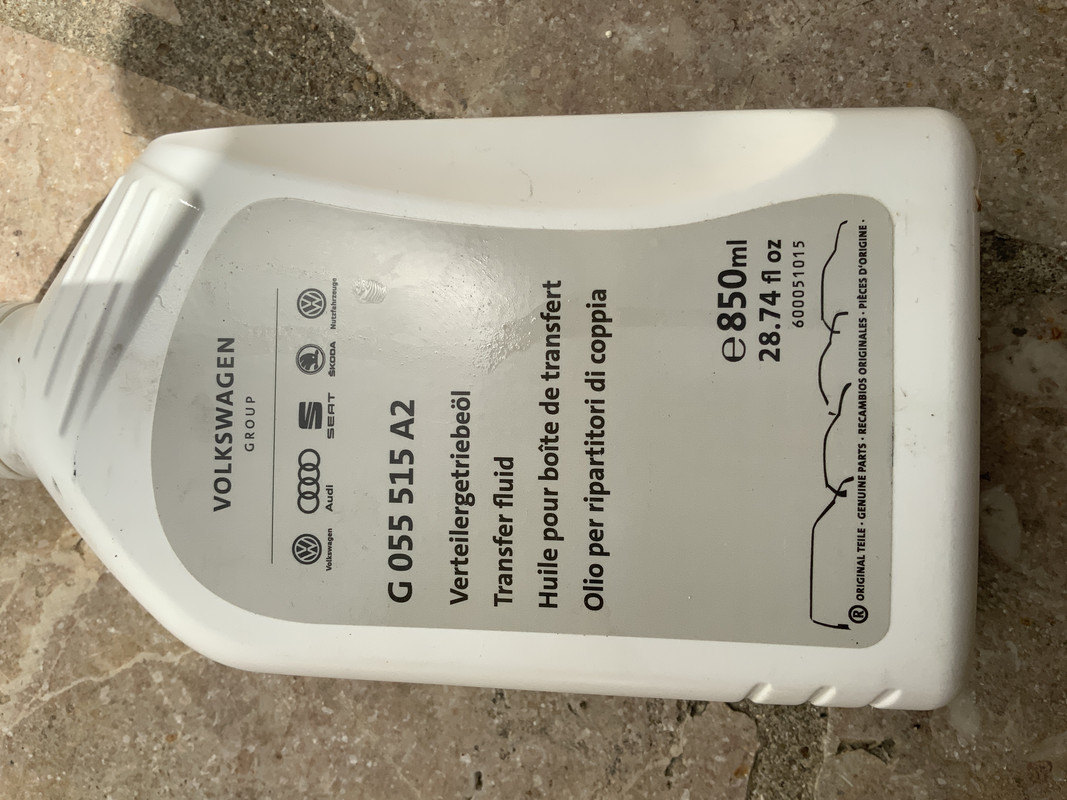 VOLKSWAGEN
GROUP
Volkswagen Audi SEAT ŠKODA Nutzfahrzeuge
G 055 515 A2
Verteilergetriebeöl
Transfer fluid
Huile pour boîte de transfert
Olio per ripartitori di coppia
e 850ml
28.74 fl oz
600051015
® ORIGINAL TEILE · GENUINE PARTS · RECAMBIOS ORIGINALES · PIÈCES D'ORIGINE ·